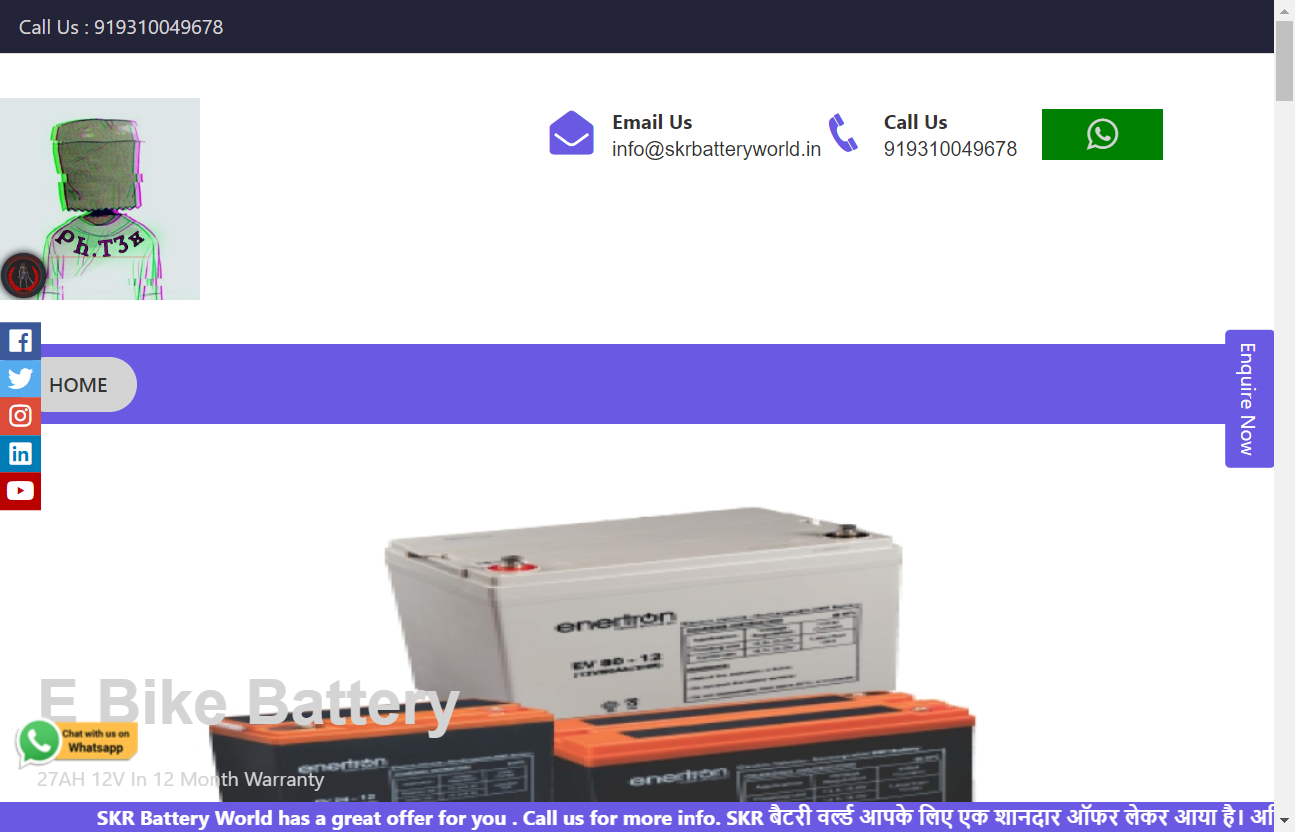 Call Us : 919310049678
Email Us
info@skrbatteryworld.in
Call Us
919310049678
ph.T3x
HOME
Enquire Now
enertron
EV 80 - 12
E Bike Battery
Chat with us on
Whatsapp
27AH 12V In 12 Month Warranty
enertron
enertron
SKR Battery World has a great offer for you . Call us for more info. SKR बैटरी वर्ल्ड आपके लिए एक शानदार ऑफर लेकर आया है।